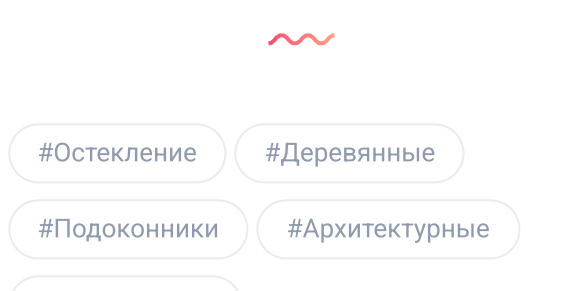 #Остекление #Деревянные
#Подоконники #Архитектурные